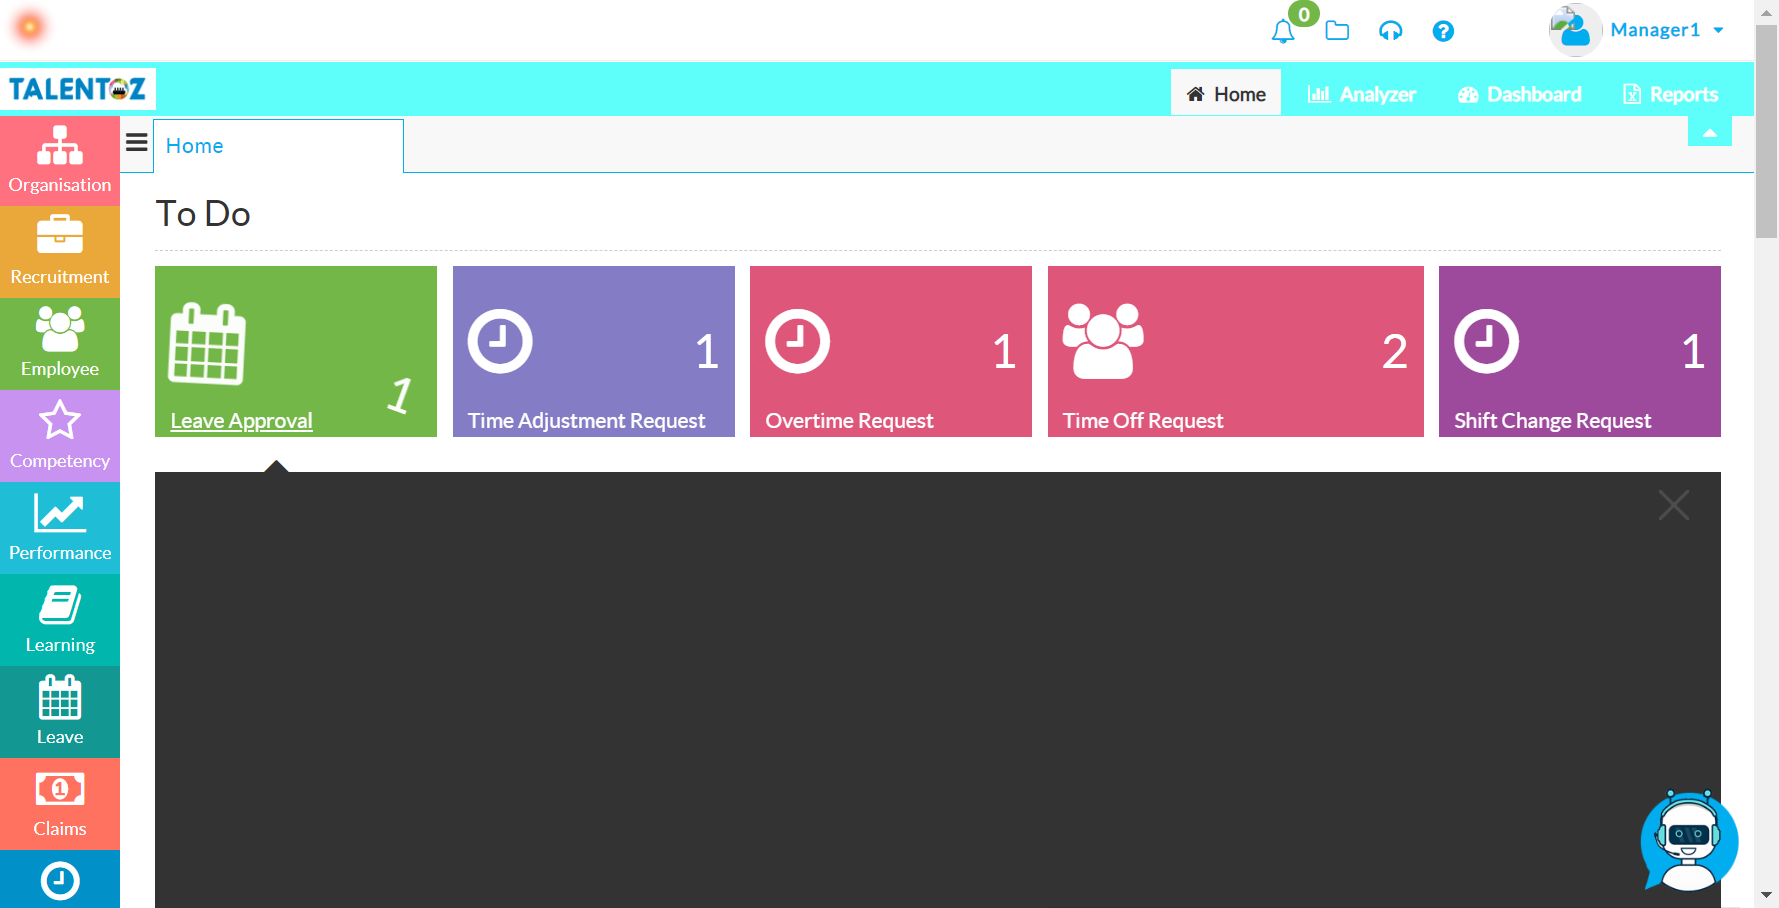 0
Manager1
TALENTOZ
Home
Analyzer
Dashboard
Reports
Organisation
Recruitment
Employee
Competency
Performance
Learning
Leave
1
Claims
Home
To Do
1
Leave Approval
1
Time Adjustment Request
1
Overtime Request
2
Time Off Request
1
Shift Change Request